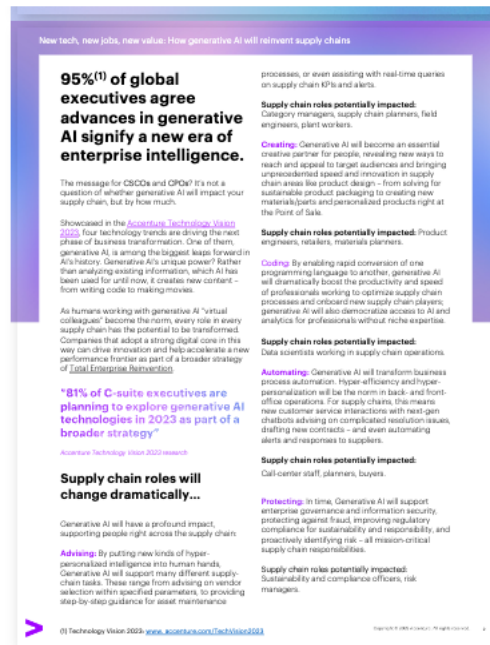 New tech, new jobs, new value: How generative AI will reinvent supply chains
95%(1) of global
executives agree
advances in generative
AI signify a new era of
enterprise intelligence.
The message for CSCOs and CPOs? It's not a
question of whether generative AI will impact your
supply chain, but by how much.
Showcased in the Accenture Technology Vision
2023, four technology trends are driving the next
phase of business transformation. One of them,
generative AI, is among the biggest leaps forward in
AI's history. Generative AI's unique power? Rather
than analyzing existing information, which AI has
been used for until now, it creates new content –
from writing code to making movies.
As humans working with generative AI "virtual
colleagues" become the norm, every role in every
supply chain has the potential to be transformed.
Companies that adopt a strong digital core in this
way can drive innovation and help accelerate a new
performance frontier as part of a broader strategy
of Total Enterprise Reinvention.
"81% of C-suite executives are
planning to explore generative AI
technologies in 2023 as part of a
broader strategy"
Accenture Technology Vision 2023 research
Supply chain roles will
change dramatically...
Generative AI will have a profound impact,
supporting people right across the supply chain:
Advising: By putting new kinds of hyper-
personalized intelligence into human hands,
Generative AI will support many different supply-
chain tasks. These range from advising on vendor
selection within specified parameters, to providing
step-by-step guidance for asset maintenance
processes, or even assisting with real-time queries
on supply chain KPIs and alerts.
Supply chain roles potentially impacted:
Category managers, supply chain planners, field
engineers, plant workers.
Creating: Generative AI will become an essential
creative partner for people, revealing new ways to
reach and appeal to target audiences and bringing
unprecedented speed and innovation in supply
chain areas like product design – from solving for
sustainable product packaging to creating new
materials/parts and personalized products right at
the Point of Sale.
Supply chain roles potentially impacted: Product
engineers, retailers, materials planners.
Coding: By enabling rapid conversion of one
programming language to another, generative AI
will dramatically boost the productivity and speed
of professionals working to optimize supply chain
processes and onboard new supply chain players;
generative AI will also democratize access to AI and
analytics for professionals without niche expertise.
Supply chain roles potentially impacted:
Data scientists working in supply chain operations.
Automating: Generative AI will transform business
process automation. Hyper-efficiency and hyper-
personalization will be the norm in back- and front-
office operations. For supply chains, this means
new customer service interactions with next-gen
chatbots advising on complicated resolution issues,
drafting new contracts – and even automating
alerts and responses to suppliers.
Supply chain roles potentially impacted:
Call-center staff, planners, buyers.
Protecting: In time, Generative AI will support
enterprise governance and information security,
protecting against fraud, improving regulatory
compliance for sustainability and responsibility, and
proactively identifying risk – all mission-critical
supply chain responsibilities.
Supply chain roles potentially impacted:
Sustainability and compliance officers, risk
managers.
(1) Technology Vision 2023: www. accenture.com/TechVision2023
Copyright © 2023 Accenture. All rights reserved.